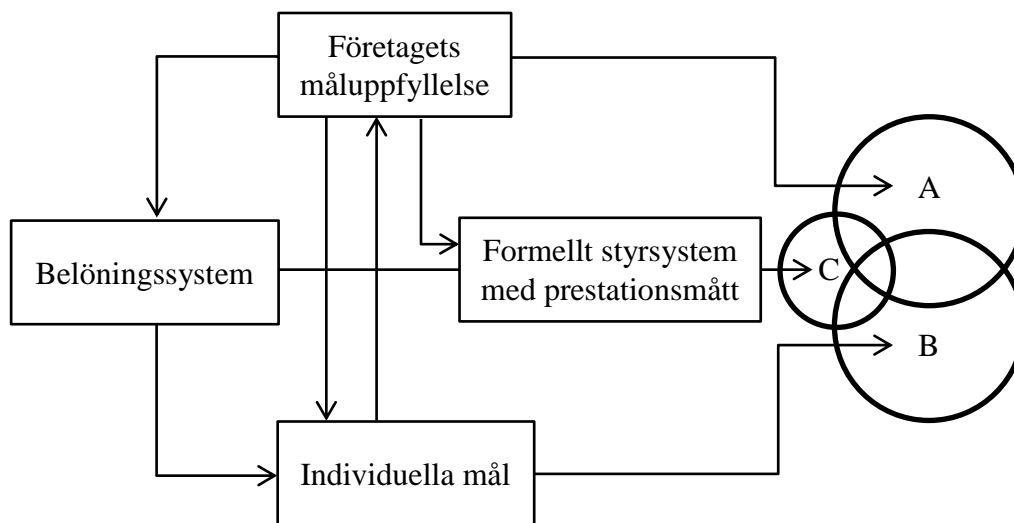 Företagets
måluppfyllelse
A
Belöningssystem
Formellt styrsystem
med prestationsmått
C
B
Individuella mål